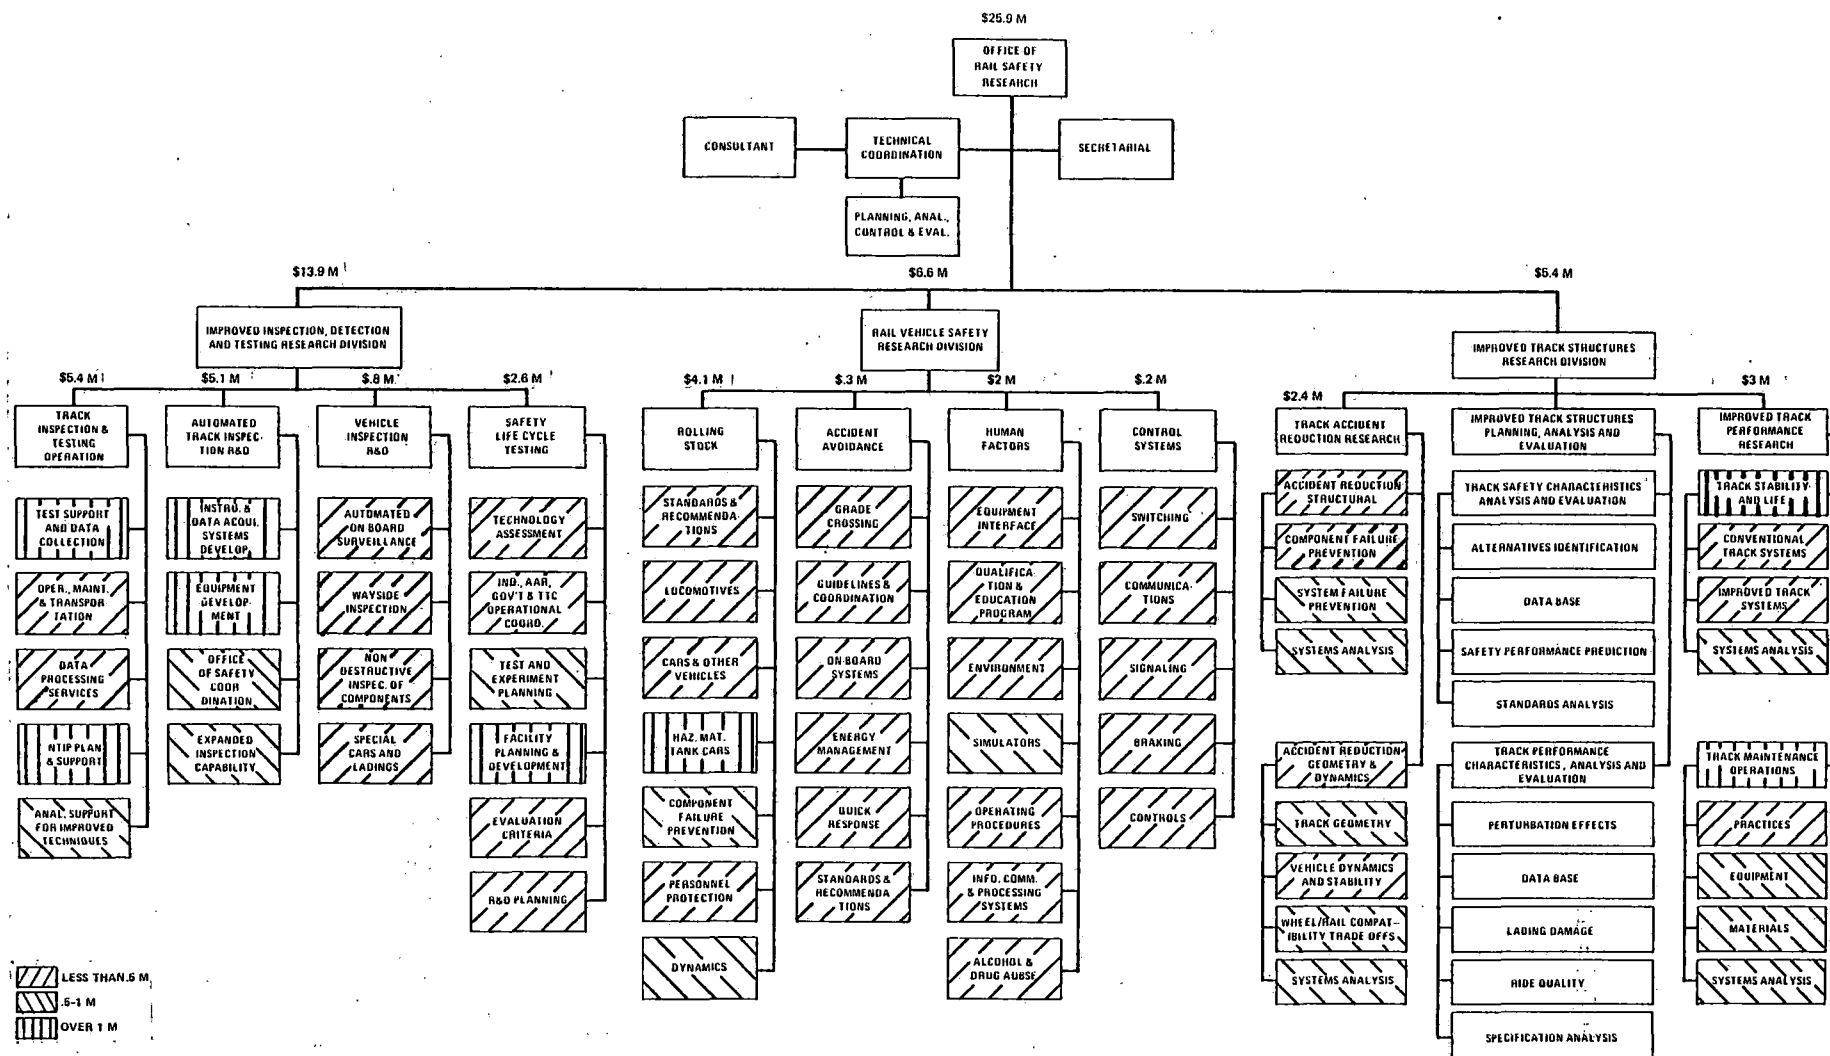 $25.9 M
OFFICE OF
RAIL SAFETY
RESEARCH
CONSULTANT
TECHNICAL
COORDINATION
SECRETARIAL
PLANNING, ANAL.,
CONTROL & EVAL.
$13.9 M
$6.6 M
$5.4 M
IMPROVED INSPECTION, DETECTION
AND TESTING RESEARCH DIVISION
RAIL VEHICLE SAFETY
RESEARCH DIVISION
IMPROVED TRACK STRUCTURES
RESEARCH DIVISION
$5.4 M
$5.1 M
$.8 M
$2.6 M
$4.1 M
$.3 M
$2 M
$.2 M
$2.4 M
$3 M
TRACK
INSPECTION &
TESTING
OPERATION
TEST SUPPORT
AND DATA
COLLECTION
OPER., MAINT.
& TRANSPOR-
TATION
DATA
PROCESSING
SERVICES
NTIP PLAN
& SUPPORT
ANAL. SUPPORT
FOR IMPROVED
TECHNIQUES
AUTOMATED
TRACK INSPEC-
TION R&D
INSTRU. &
DATA ACQUI.
SYSTEMS
DEVELOP.
EQUIPMENT
DEVELOP-
MENT
OFFICE
OF SAFETY
COOR
DINATION
EXPANDED
INSPECTION
CAPABILITY
VEHICLE
INSPECTION
R&D
AUTOMATED
ON BOARD
SURVEILLANCE
WAYSIDE
INSPECTION
NON
DESTRUCTIVE
INSPEC. OF
COMPONENTS
SPECIAL
CARS AND
LADINGS
SAFETY
LIFE CYCLE
TESTING
TECHNOLOGY
ASSESSMENT
IND., AAR,
GOV'T & TTC
OPERATIONAL
COORD.
TEST AND
EXPERIMENT
PLANNING
FACILITY
PLANNING &
DEVELOPMENT
EVALUATION
CRITERIA
R&D PLANNING
ROLLING
STOCK
STANDARDS &
RECOMMENDA-
TIONS
LOCOMOTIVES
CARS & OTHER
VEHICLES
HAZ. MAT.
TANK CARS
COMPONENT
FAILURE
PREVENTION
PERSONNEL
PROTECTION
DYNAMICS
ACCIDENT
AVOIDANCE
GRADE
CROSSING
GUIDELINES &
COORDINATION
ON-BOARD
SYSTEMS
ENERGY
MANAGEMENT
QUICK
RESPONSE
STANDARDS &
RECOMMENDA
TIONS
HUMAN
FACTORS
EQUIPMENT
INTERFACE
QUALIFICA-
TION &
EDUCATION
PROGRAM
ENVIRONMENT
SIMULATORS
OPERATING
PROCEDURES
INFO. COMM.
& PROCESSING
SYSTEMS
ALCOHOL &
DRUG AUBSE
CONTROL
SYSTEMS
SWITCHING
COMMUNICA-
TIONS
SIGNALING
BRAKING
CONTROLS
TRACK ACCIDENT
REDUCTION RESEARCH
ACCIDENT REDUCTION
STRUCTURAL
COMPONENT FAILURE
PREVENTION
SYSTEM FAILURE
PREVENTION
SYSTEMS ANALYSIS
ACCIDENT REDUCTION
GEOMETRY &
DYNAMICS
TRACK GEOMETRY
VEHICLE DYNAMICS
AND STABILITY
WHEEL/RAIL COMPAT-
IBILITY TRADE OFFS
SYSTEMS ANALYSIS
IMPROVED TRACK STRUCTURES
PLANNING, ANALYSIS AND
EVALUATION
TRACK SAFETY CHARACTERISTICS
ANALYSIS AND EVALUATION
ALTERNATIVES IDENTIFICATION
DATA BASE
SAFETY PERFORMANCE PREDICTION
STANDARDS ANALYSIS
TRACK PERFORMANCE
CHARACTERISTICS, ANALYSIS AND
EVALUATION
PERTURBATION EFFECTS
DATA BASE
LADING DAMAGE
RIDE QUALITY
SPECIFICATION ANALYSIS
IMPROVED TRACK
PERFORMANCE
RESEARCH
TRACK STABILITY
AND LIFE
CONVENTIONAL
TRACK SYSTEMS
IMPROVED TRACK
SYSTEMS
SYSTEMS ANALYSIS
TRACK MAINTENANCE
OPERATIONS
PRACTICES
EQUIPMENT
MATERIALS
SYSTEMS ANALYSIS
LESS THAN .5 M
.5-1 M
OVER 1 M